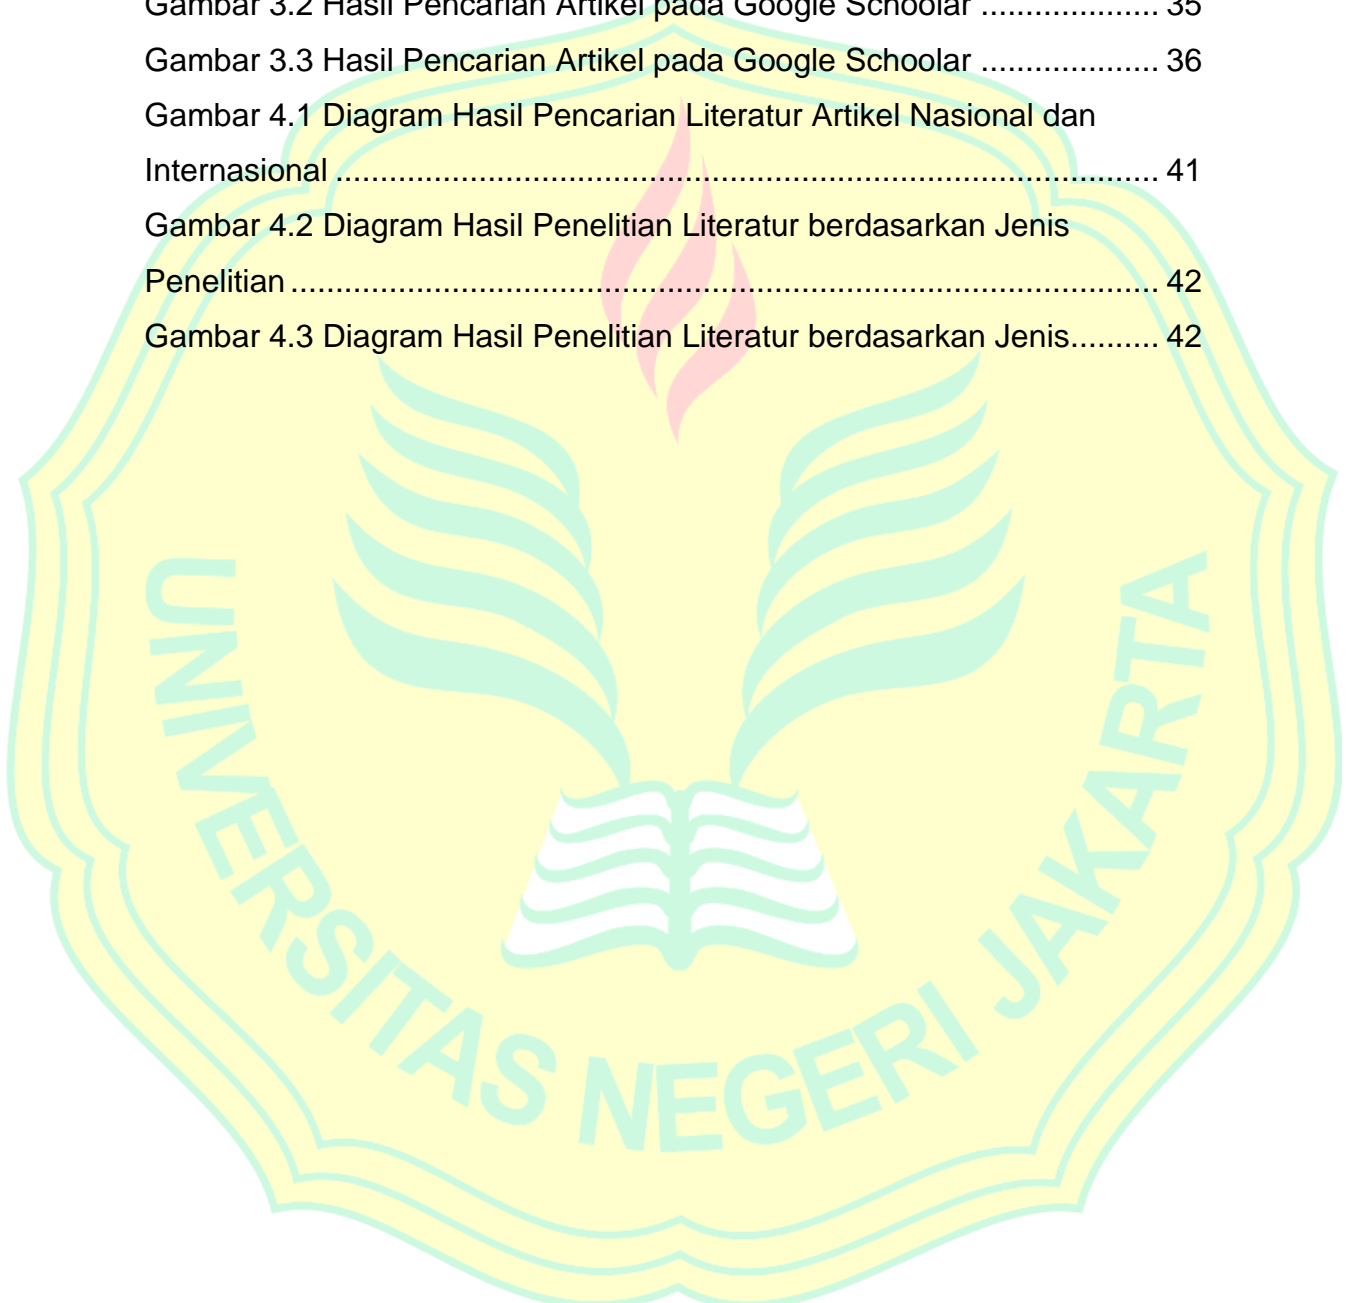 Gambar 3.2 Hasil Pencarian Artikel pada Google Schoolar .................... 35
Gambar 3.3 Hasil Pencarian Artikel pada Google Schoolar .................... 36
Gambar 4.1 Diagram Hasil Pencarian Literatur Artikel Nasional dan
Internasional ............................................................................................ 41
Gambar 4.2 Diagram Hasil Penelitian Literatur berdasarkan Jenis
Penelitian ................................................................................................. 42
Gambar 4.3 Diagram Hasil Penelitian Literatur berdasarkan Jenis.......... 42
UNIVERSITAS NEGERI JAKARTA